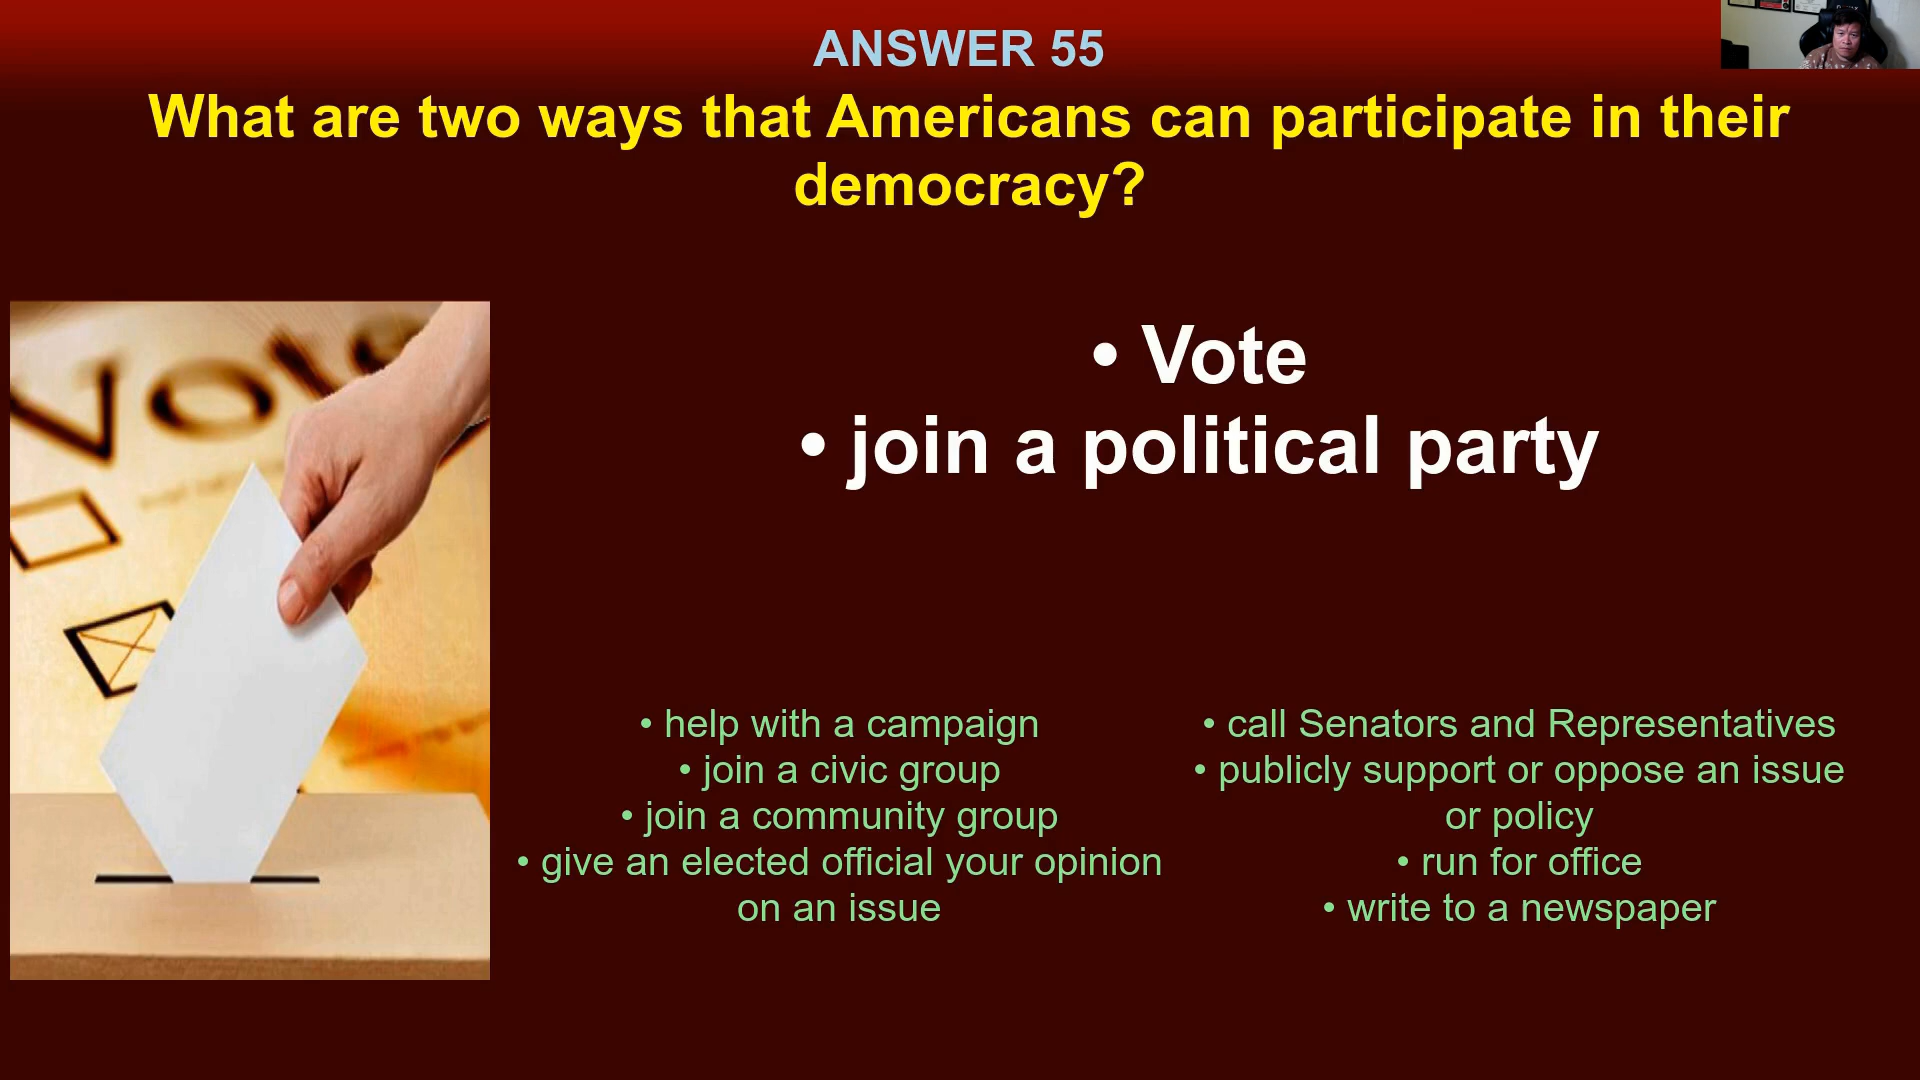 ANSWER 55
What are two ways that Americans can participate in their
democracy?
Vote
• Vote
• join a political party
• help with a campaign
• join a civic group
• join a community group
• give an elected official your opinion
on an issue
• call Senators and Representatives
• publicly support or oppose an issue
or policy
• run for office
• write to a newspaper